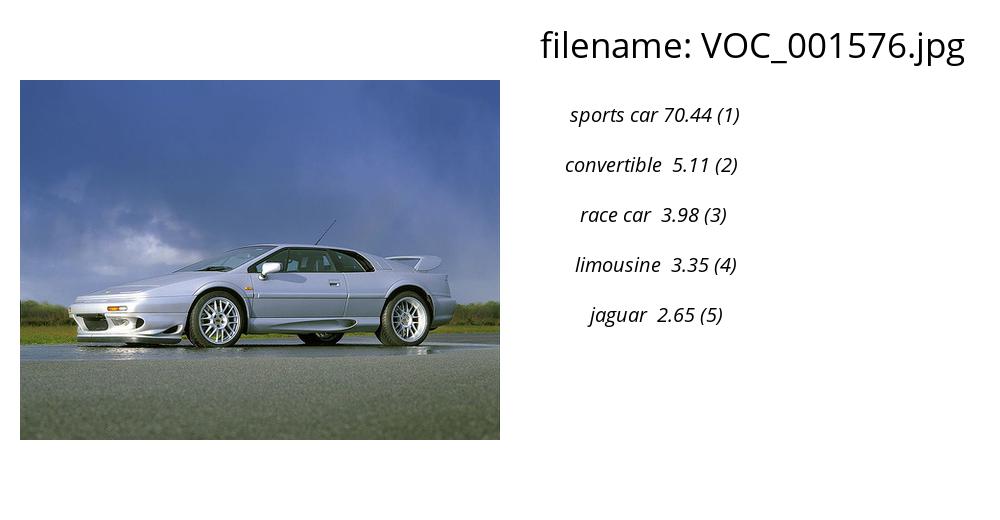 filename: VOC_001576.jpg
sports car 70.44 (1)
convertible 5.11 (2)
race car 3.98 (3)
limousine 3.35 (4)
jaguar 2.65 (5)